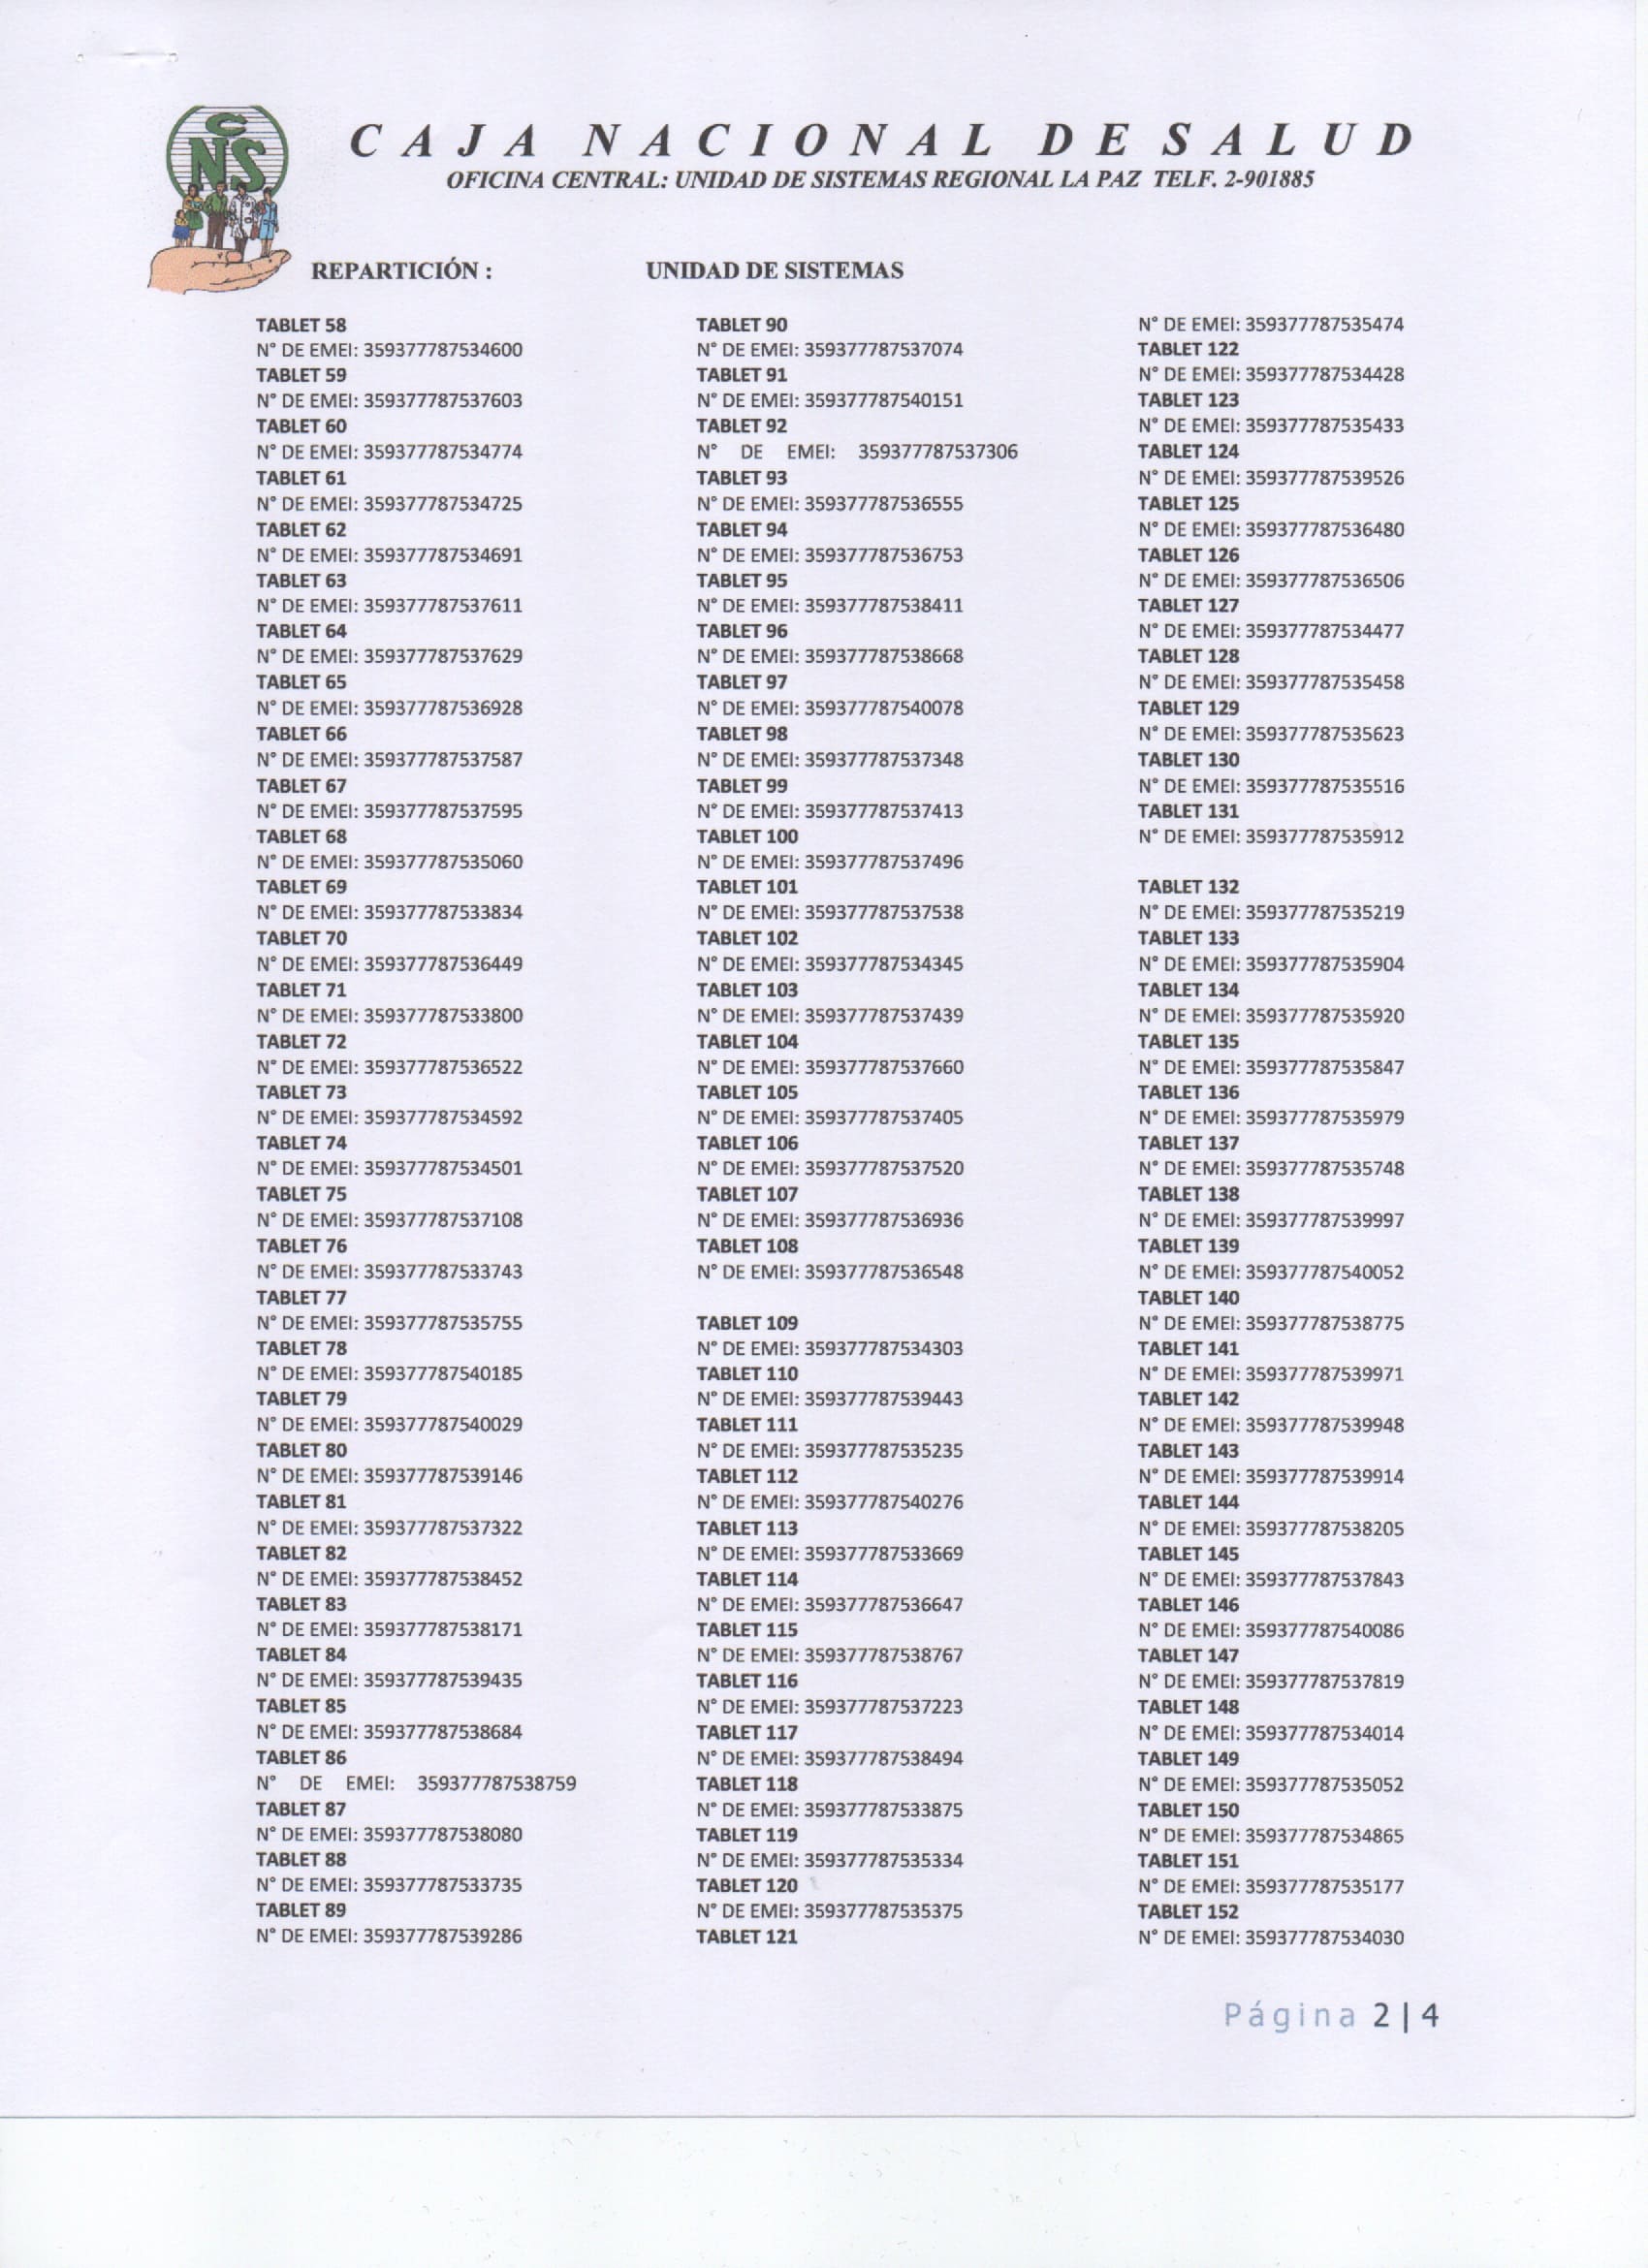 CNS
CAJA NACIONAL DE SALUD
OFICINA CENTRAL: UNIDAD DE SISTEMAS REGIONAL LA PAZ TELF. 2-901885
REPARTICIÓN : UNIDAD DE SISTEMAS
TABLET 58
N° DE EMEI: 359377787534600
TABLET 59
N° DE EMEI: 359377787537603
TABLET 60
N° DE EMEI: 359377787534774
TABLET 61
N° DE EMEI: 359377787534725
TABLET 62
N° DE EMEI: 359377787534691
TABLET 63
N° DE EMEI: 359377787537611
TABLET 64
N° DE EMEI: 359377787537629
TABLET 65
N° DE EMEI: 359377787536928
TABLET 66
N° DE EMEI: 359377787537587
TABLET 67
N° DE EMEI: 359377787537595
TABLET 68
N° DE EMEI: 359377787535060
TABLET 69
N° DE EMEI: 359377787533834
TABLET 70
N° DE EMEI: 359377787536449
TABLET 71
N° DE EMEI: 359377787533800
TABLET 72
N° DE EMEI: 359377787536522
TABLET 73
N° DE EMEI: 359377787534592
TABLET 74
N° DE EMEI: 359377787534501
TABLET 75
N° DE EMEI: 359377787537108
TABLET 76
N° DE EMEI: 359377787533743
TABLET 77
N° DE EMEI: 359377787535755
TABLET 78
N° DE EMEI: 359377787540185
TABLET 79
N° DE EMEI: 359377787540029
TABLET 80
N° DE EMEI: 359377787539146
TABLET 81
N° DE EMEI: 359377787537322
TABLET 82
N° DE EMEI: 359377787538452
TABLET 83
N° DE EMEI: 359377787538171
TABLET 84
N° DE EMEI: 359377787539435
TABLET 85
N° DE EMEI: 359377787538684
TABLET 86
N° DE EMEI: 359377787538759
TABLET 87
N° DE EMEI: 359377787538080
TABLET 88
N° DE EMEI: 359377787533735
TABLET 89
N° DE EMEI: 359377787539286
TABLET 90
N° DE EMEI: 359377787537074
TABLET 91
N° DE EMEI: 359377787540151
TABLET 92
N° DE EMEI: 359377787537306
TABLET 93
N° DE EMEI: 359377787536555
TABLET 94
N° DE EMEI: 359377787536753
TABLET 95
N° DE EMEI: 359377787538411
TABLET 96
N° DE EMEI: 359377787538668
TABLET 97
N° DE EMEI: 359377787540078
TABLET 98
N° DE EMEI: 359377787537348
TABLET 99
N° DE EMEI: 359377787537413
TABLET 100
N° DE EMEI: 359377787537496
TABLET 101
N° DE EMEI: 359377787537538
TABLET 102
N° DE EMEI: 359377787534345
TABLET 103
N° DE EMEI: 359377787537439
TABLET 104
N° DE EMEI: 359377787537660
TABLET 105
N° DE EMEI: 359377787537405
TABLET 106
N° DE EMEI: 359377787537520
TABLET 107
N° DE EMEI: 359377787536936
TABLET 108
N° DE EMEI: 359377787536548
TABLET 109
N° DE EMEI: 359377787534303
TABLET 110
N° DE EMEI: 359377787539443
TABLET 111
N° DE EMEI: 359377787535235
TABLET 112
N° DE EMEI: 359377787540276
TABLET 113
N° DE EMEI: 359377787533669
TABLET 114
N° DE EMEI: 359377787536647
TABLET 115
N° DE EMEI: 359377787538767
TABLET 116
N° DE EMEI: 359377787537223
TABLET 117
N° DE EMEI: 359377787538494
TABLET 118
N° DE EMEI: 359377787533875
TABLET 119
N° DE EMEI: 359377787535334
TABLET 120
N° DE EMEI: 359377787535375
TABLET 121
N° DE EMEI: 359377787535474
TABLET 122
N° DE EMEI: 359377787534428
TABLET 123
N° DE EMEI: 359377787535433
TABLET 124
N° DE EMEI: 359377787539526
TABLET 125
N° DE EMEI: 359377787536480
TABLET 126
N° DE EMEI: 359377787536506
TABLET 127
N° DE EMEI: 359377787534477
TABLET 128
N° DE EMEI: 359377787535458
TABLET 129
N° DE EMEI: 359377787535623
TABLET 130
N° DE EMEI: 359377787535516
TABLET 131
N° DE EMEI: 359377787535912
TABLET 132
N° DE EMEI: 359377787535219
TABLET 133
N° DE EMEI: 359377787535904
TABLET 134
N° DE EMEI: 359377787535920
TABLET 135
N° DE EMEI: 359377787535847
TABLET 136
N° DE EMEI: 359377787535979
TABLET 137
N° DE EMEI: 359377787535748
TABLET 138
N° DE EMEI: 359377787539997
TABLET 139
N° DE EMEI: 359377787540052
TABLET 140
N° DE EMEI: 359377787538775
TABLET 141
N° DE EMEI: 359377787539971
TABLET 142
N° DE EMEI: 359377787539948
TABLET 143
N° DE EMEI: 359377787539914
TABLET 144
N° DE EMEI: 359377787538205
TABLET 145
N° DE EMEI: 359377787537843
TABLET 146
N° DE EMEI: 359377787540086
TABLET 147
N° DE EMEI: 359377787537819
TABLET 148
N° DE EMEI: 359377787534014
TABLET 149
N° DE EMEI: 359377787535052
TABLET 150
N° DE EMEI: 359377787534865
TABLET 151
N° DE EMEI: 359377787535177
TABLET 152
N° DE EMEI: 359377787534030
Página 2 | 4